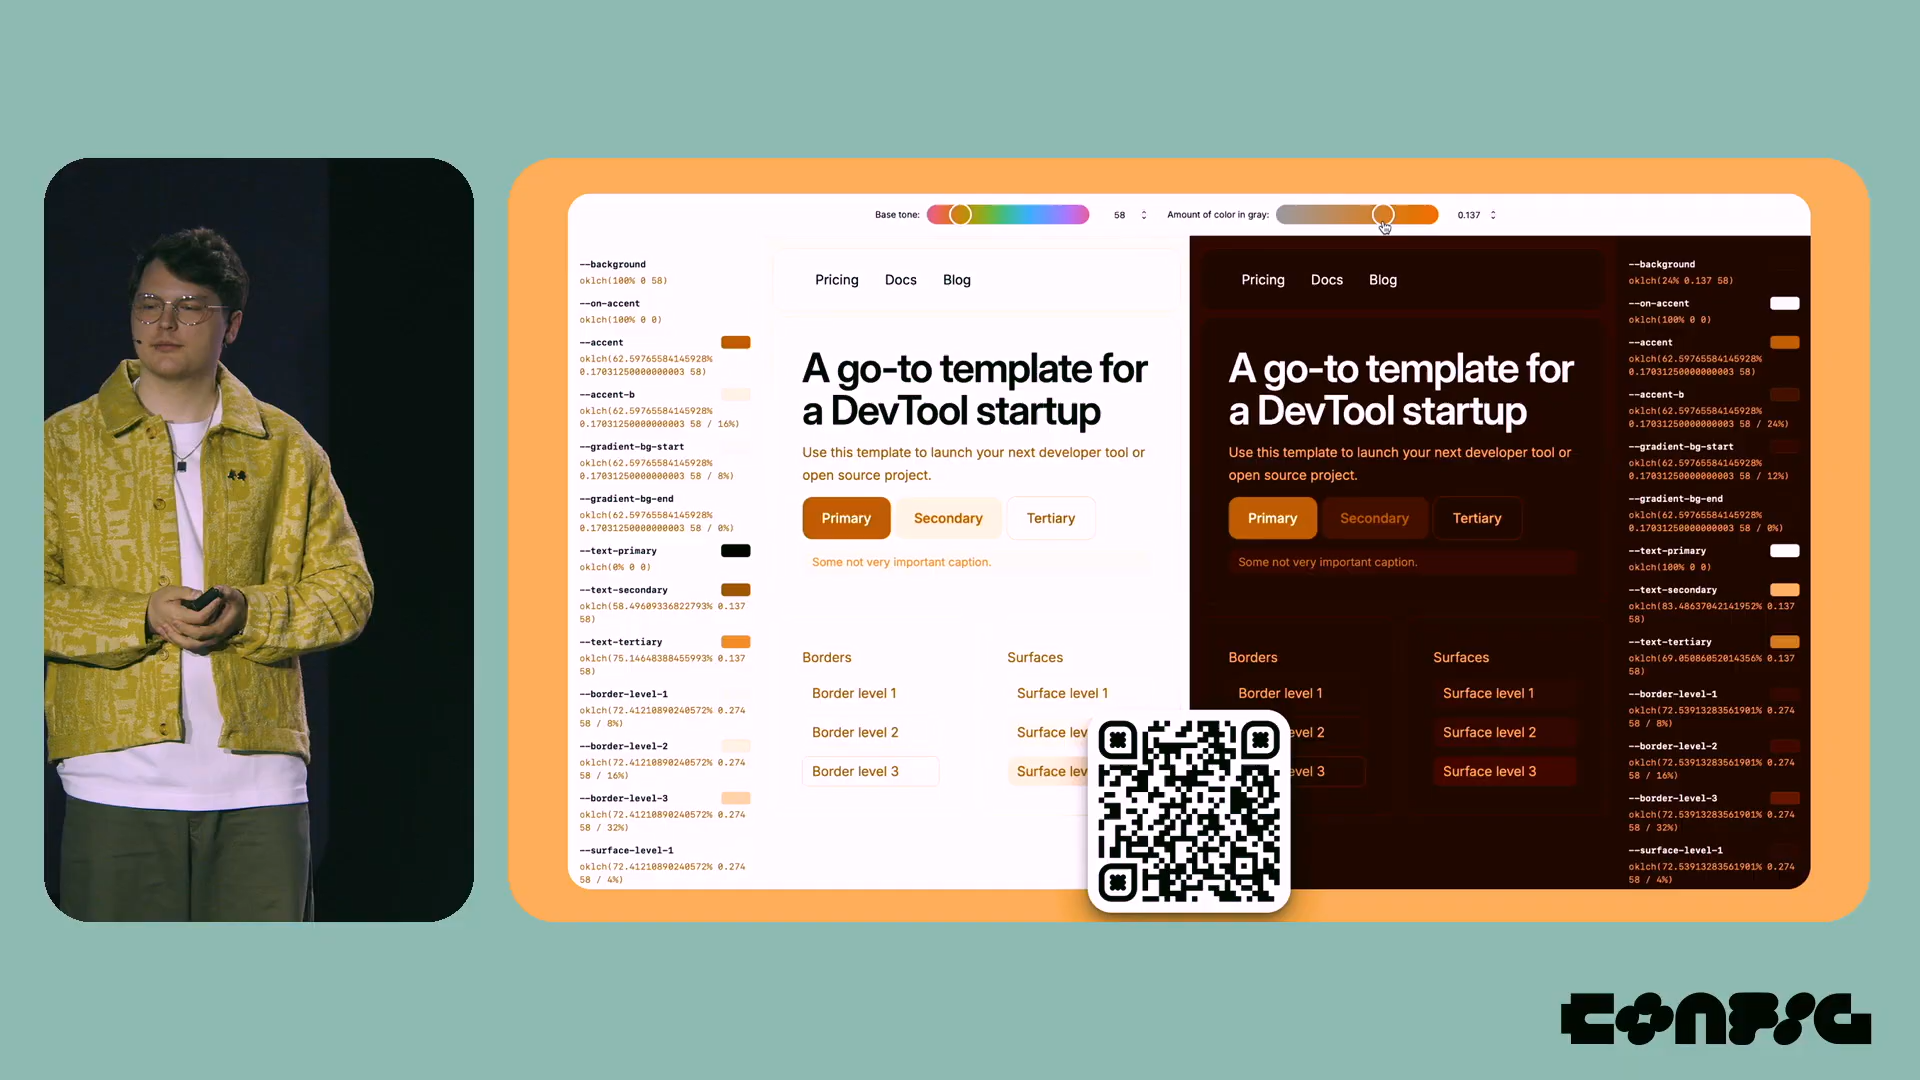 Base tone: 58 Amount of color in gray: 0.137
--background
oklch(100% 0 58)
--on-accent
oklch(100% 0 0)
--accent
oklch(62.59765584145928%
0.17031250000000003 58)
--accent-b
oklch(62.59765584145928%
0.17031250000000003 58 / 16%)
--gradient-bg-start
oklch(62.59765584145928%
0.17031250000000003 58 / 8%)
--gradient-bg-end
oklch(62.59765584145928%
0.17031250000000003 58 / 0%)
--text-primary
oklch(0% 0 0)
--text-secondary
oklch(58.49609336822793% 0.137
58)
--text-tertiary
oklch(75.14648388455993% 0.137
58)
--border-level-1
oklch(72.41210890240572% 0.274
58 / 8%)
--border-level-2
oklch(72.41210890240572% 0.274
58 / 16%)
--border-level-3
oklch(72.41210890240572% 0.274
58 / 32%)
--surface-level-1
oklch(72.41210890240572% 0.274
58 / 4%)
Pricing Docs Blog
A go-to template for
a DevTool startup
Use this template to launch your next developer tool or
open source project.
Primary Secondary Tertiary
Some not very important caption.
Borders Surfaces
Border level 1 Surface level 1
Border level 2 Surface lev
Border level 3 Surface lev
Pricing Docs Blog
A go-to template for
a DevTool startup
Use this template to launch your next developer tool or
open source project.
Primary Secondary Tertiary
Some not very important caption.
Borders Surfaces
Border level 1 Surface level 1
evel 2 Surface level 2
evel 3 Surface level 3
--background
oklch(24% 0.137 58)
--on-accent
oklch(100% 0 0)
--accent
oklch(62.59765584145928%
0.17031250000000003 58)
--accent-b
oklch(62.59765584145928%
0.17031250000000003 58 / 24%)
--gradient-bg-start
oklch(62.59765584145928%
0.17031250000000003 58 / 12%)
--gradient-bg-end
oklch(62.59765584145928%
0.17031250000000003 58 / 0%)
--text-primary
oklch(100% 0 0)
--text-secondary
oklch(83.48637042141952% 0.137
58)
--text-tertiary
oklch(69.05086052014356% 0.137
58)
--border-level-1
oklch(72.53913283561901% 0.274
58 / 8%)
--border-level-2
oklch(72.53913283561901% 0.274
58 / 16%)
--border-level-3
oklch(72.53913283561901% 0.274
58 / 32%)
--surface-level-1
oklch(72.53913283561901% 0.274
58 / 4%)
CONFIG